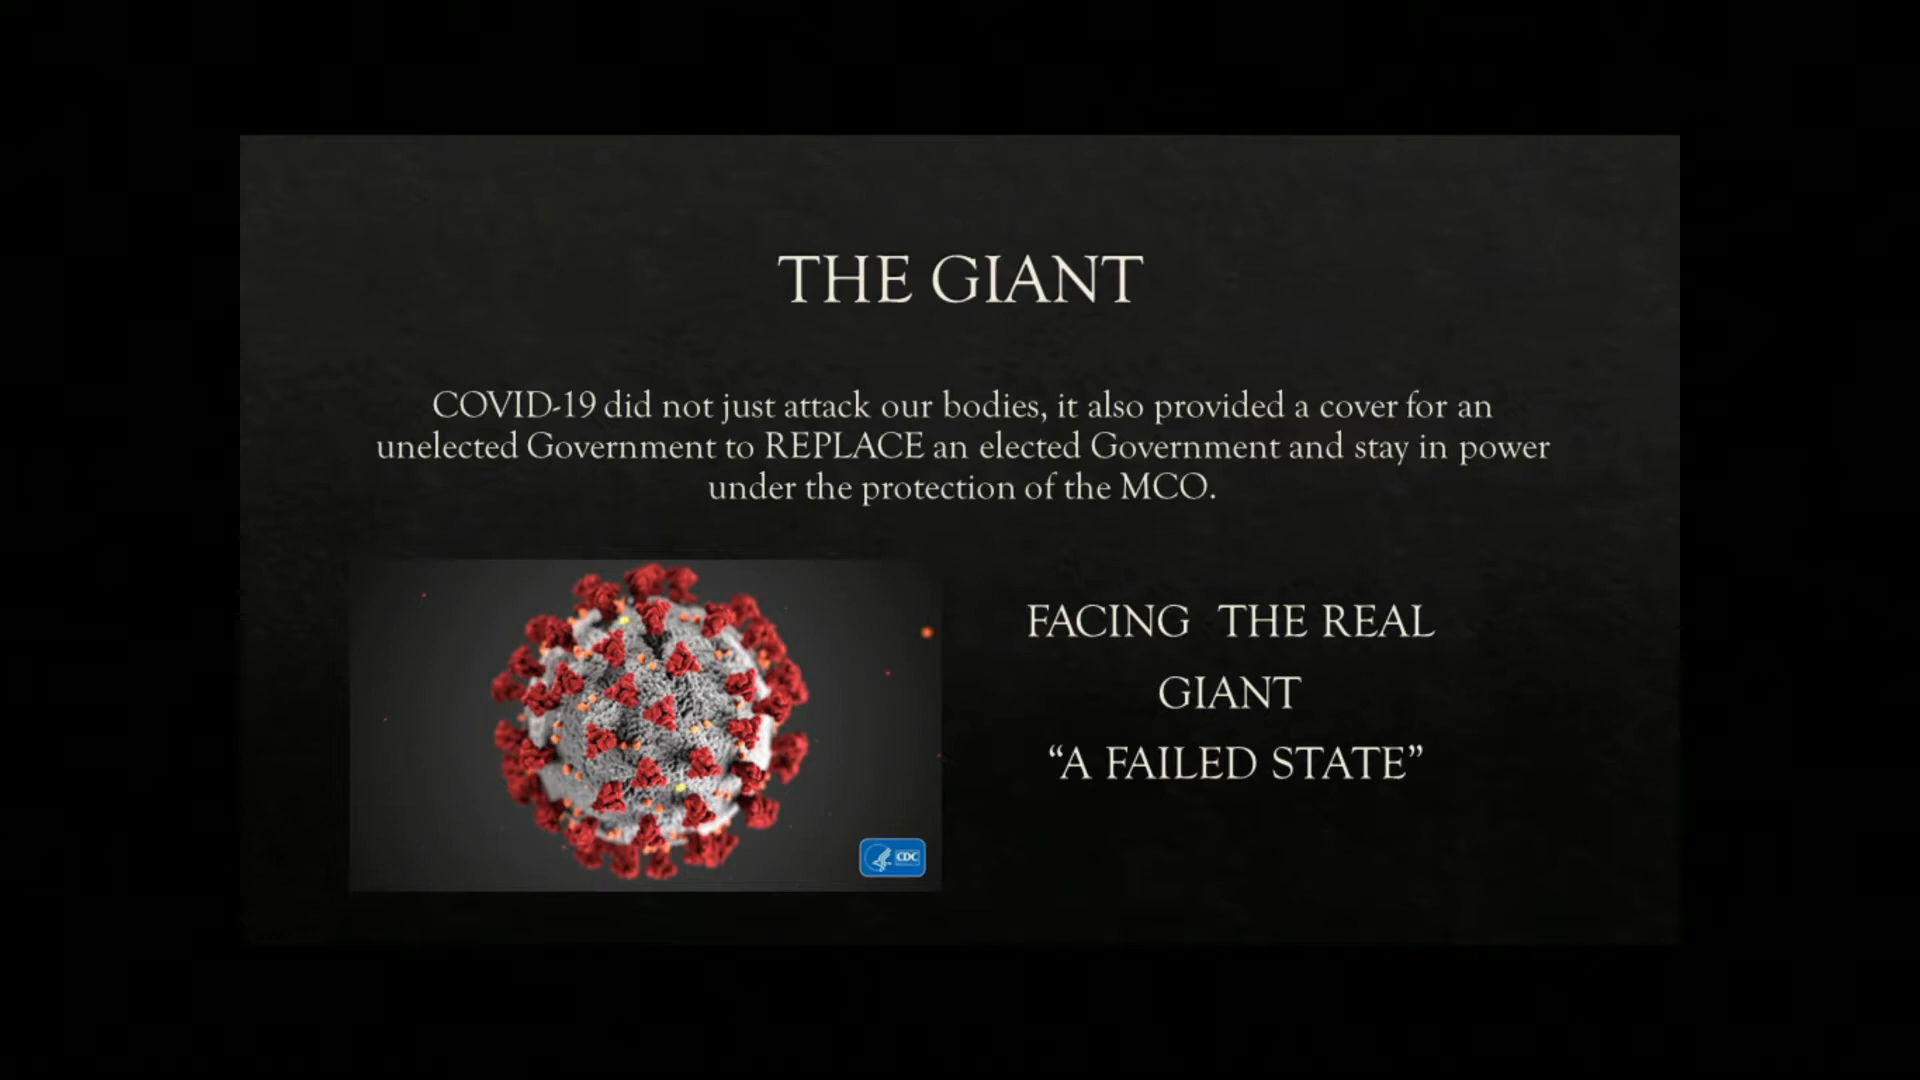 THE GIANT
COVID-19 did not just attack our bodies, it also provided a cover for an
unelected Government to REPLACE an elected Government and stay in power
under the protection of the MCO.
FACING THE REAL
GIANT
“A FAILED STATE”
CDC